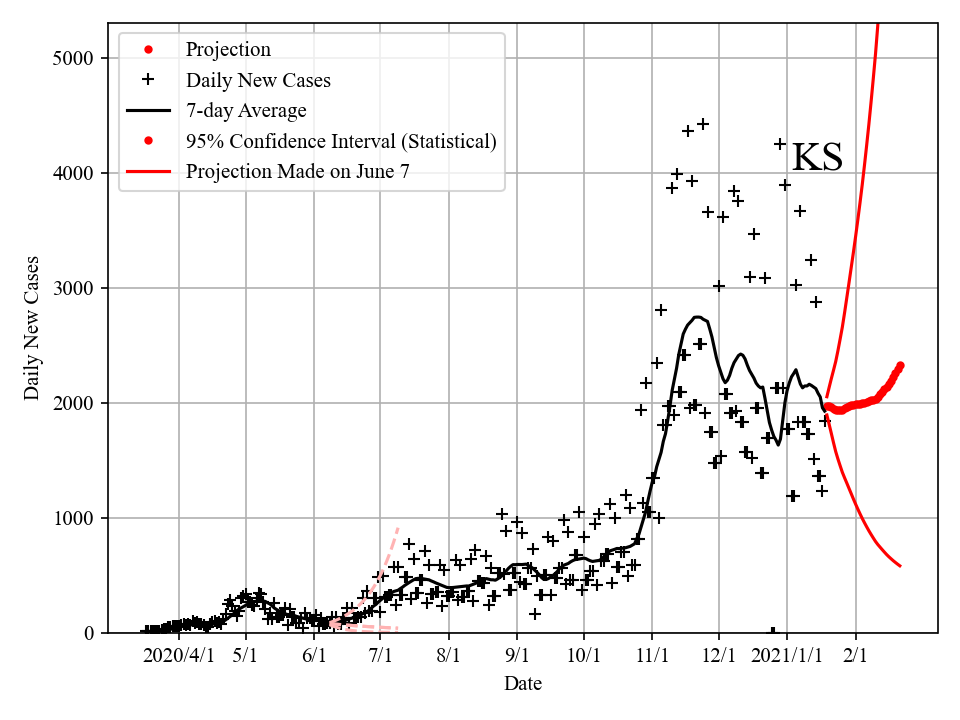 5000
4000
3000
2000
1000
0
Daily New Cases
Projection
Daily New Cases
7-day Average
95% Confidence Interval (Statistical)
Projection Made on June 7
KS
2020/4/1 5/1 6/1 7/1 8/1 9/1 10/1 11/1 12/1 2021/1/1 2/1
Date